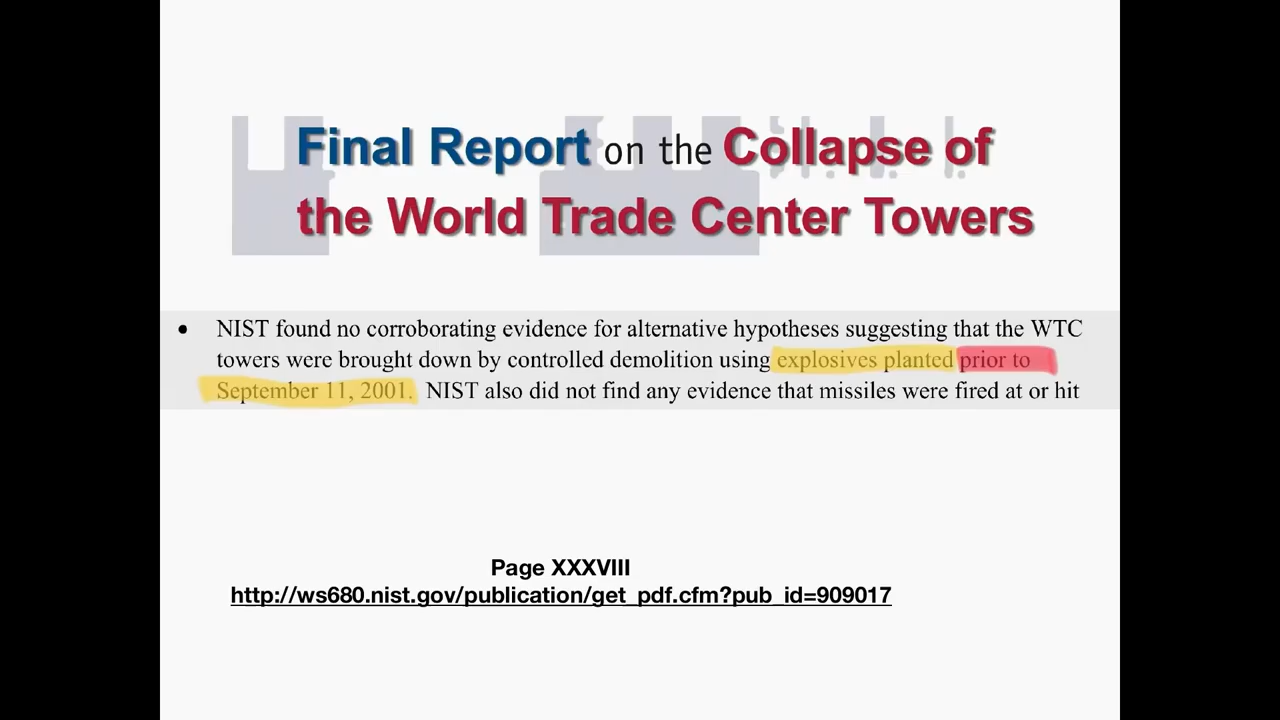 Final Report on the Collapse of
the World Trade Center Towers
• NIST found no corroborating evidence for alternative hypotheses suggesting that the WTC
towers were brought down by controlled demolition using explosives planted prior to
September 11, 2001. NIST also did not find any evidence that missiles were fired at or hit
Page XXXVIII
http://ws680.nist.gov/publication/get_pdf.cfm?pub_id=909017